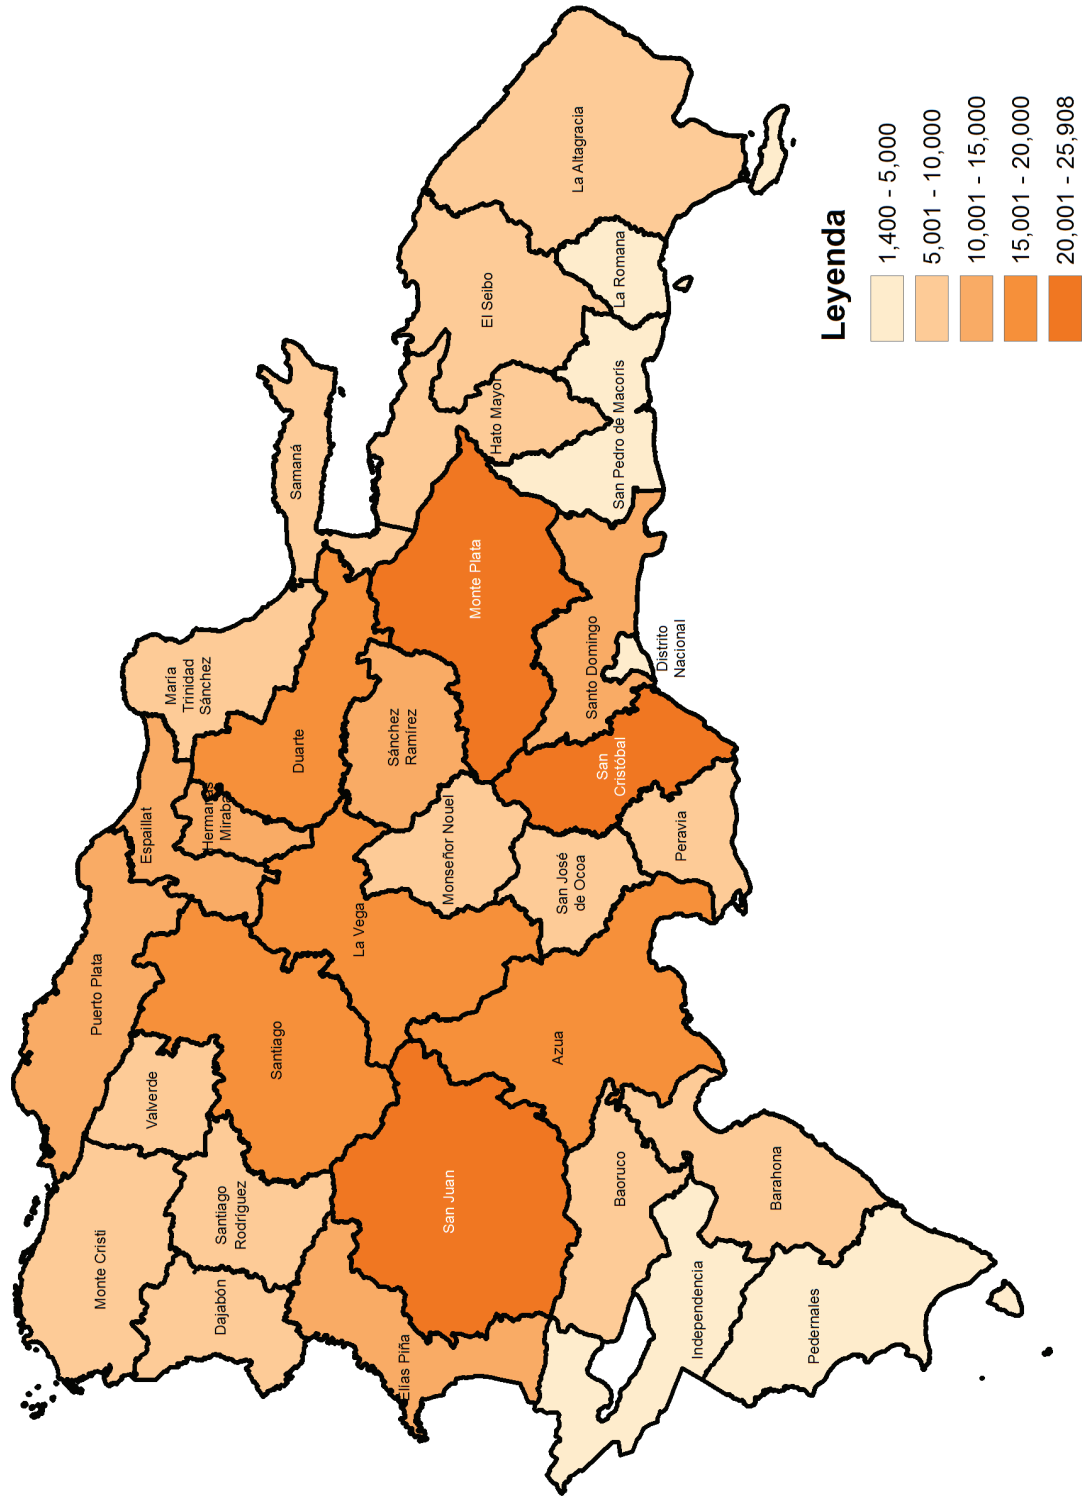 Puerto Plata
Espaillat
María
Trinidad
Sánchez
Samaná
Monte Cristi
Valverde
Hermanas
Miraba
Duarte
Dajabón
Santiago
Rodríguez
Santiago
La Vega
Sánchez
Ramírez
Monte Plata
Hato Mayor
El Seibo
La Altagracia
Elías Piña
San Juan
Monseñor Nouel
Azua
San José
de Ocoa
San
Cristóbal
Santo Domingo
Distrito
Nacional
San Pedro de Macorís
La Romana
Baoruco
Peravia
Independencia
Barahona
Pedernales
Leyenda
1,400 - 5,000
5,001 - 10,000
10,001 - 15,000
15,001 - 20,000
20,001 - 25,908